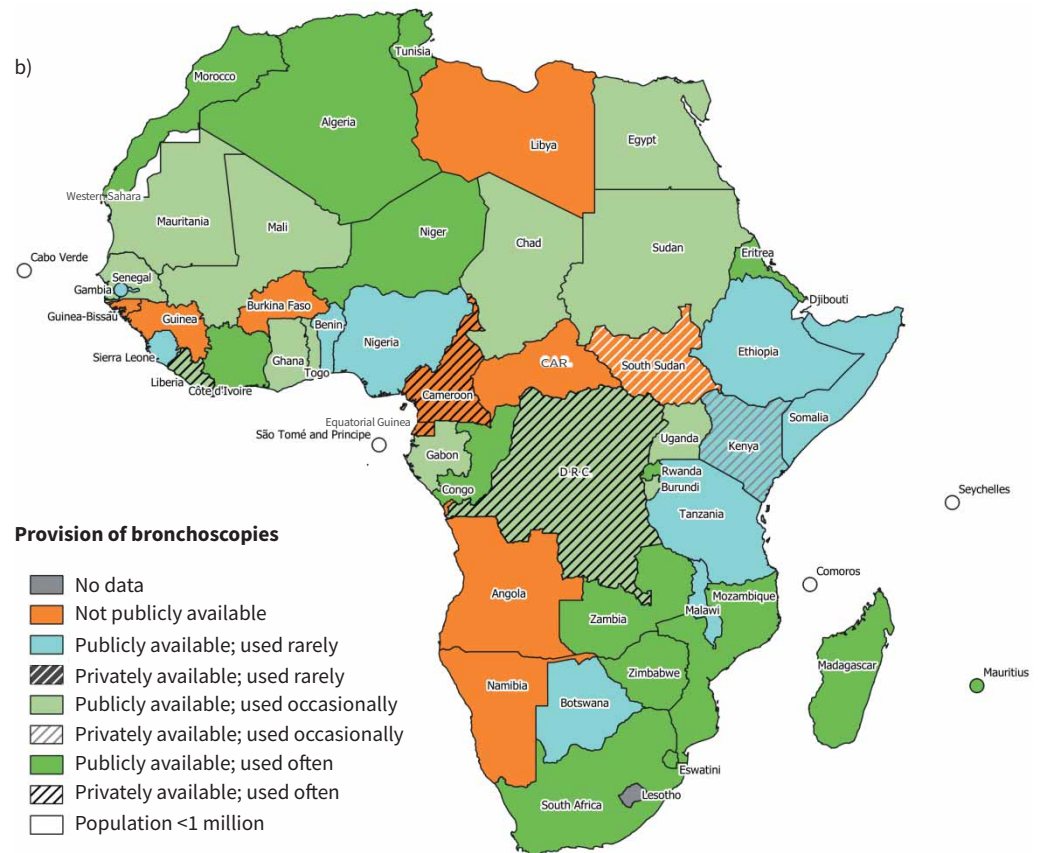 b)
Tunisia
Morocco
Algeria
Libya
Egypt
Western Sahara
Mauritania
Mali
Niger
Chad
Sudan
Eritrea
Cabo Verde
Senegal
Gambia
Djibouti
Guinea-Bissau
Guinea
Burkina Faso
Benin
Nigeria
Ethiopia
Sierra Leone
Ghana
Togo
CAR
South Sudan
Liberia
Côte d'Ivoire
Cameroon
Somalia
Equatorial Guinea
São Tomé and Principe
Uganda
Kenya
Gabon
DRC
Rwanda
Congo
Burundi
Seychelles
Tanzania
Provision of bronchoscopies
No data
Not publicly available
Publicly available; used rarely
Privately available; used rarely
Publicly available; used occasionally
Privately available; used occasionally
Publicly available; used often
Privately available; used often
Population <1 million
Comoros
Angola
Mozambique
Malawi
Zambia
Madagascar
Mauritius
Zimbabwe
Namibia
Botswana
Eswatini
Lesotho
South Africa